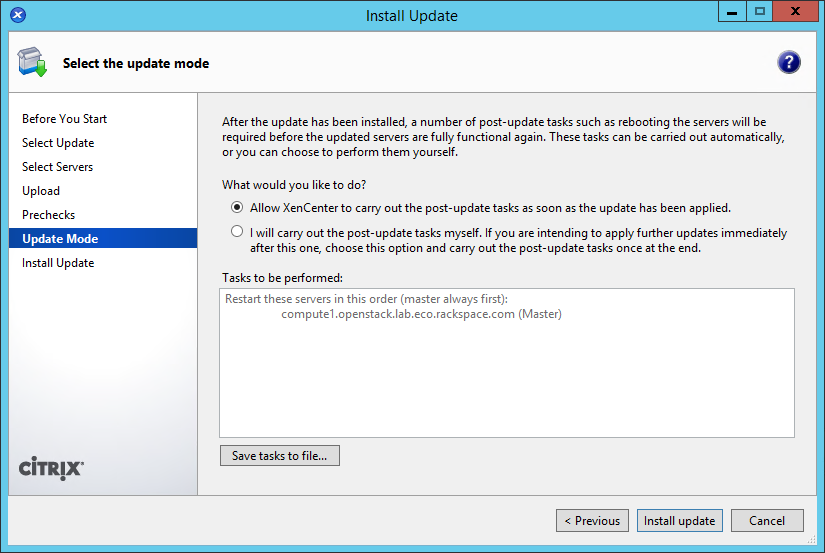 Install Update
Select the update mode
?
Before You Start
Select Update
Select Servers
Upload
Prechecks
Update Mode
Install Update
CITRIX
After the update has been installed, a number of post-update tasks such as rebooting the servers will be
required before the updated servers are fully functional again. These tasks can be carried out automatically,
or you can choose to perform them yourself.
What would you like to do?
Allow XenCenter to carry out the post-update tasks as soon as the update has been applied.
I will carry out the post-update tasks myself. If you are intending to apply further updates immediately
after this one, choose this option and carry out the post-update tasks once at the end.
Tasks to be performed:
Restart these servers in this order (master always first):
compute1.openstack.lab.eco.rackspace.com (Master)
Save tasks to file...
< Previous
Install update
Cancel